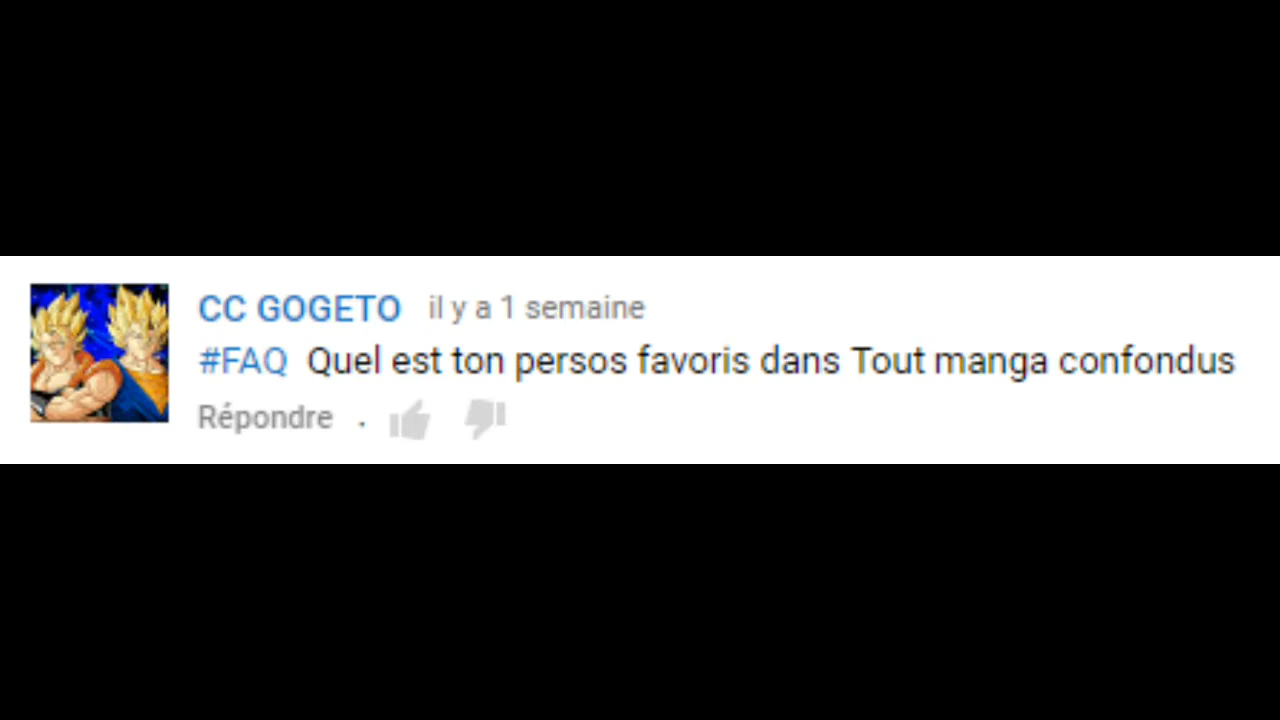 CC GOGETO il y a 1 semaine
#FAQ Quel est ton persos favoris dans Tout manga confondus
Répondre .